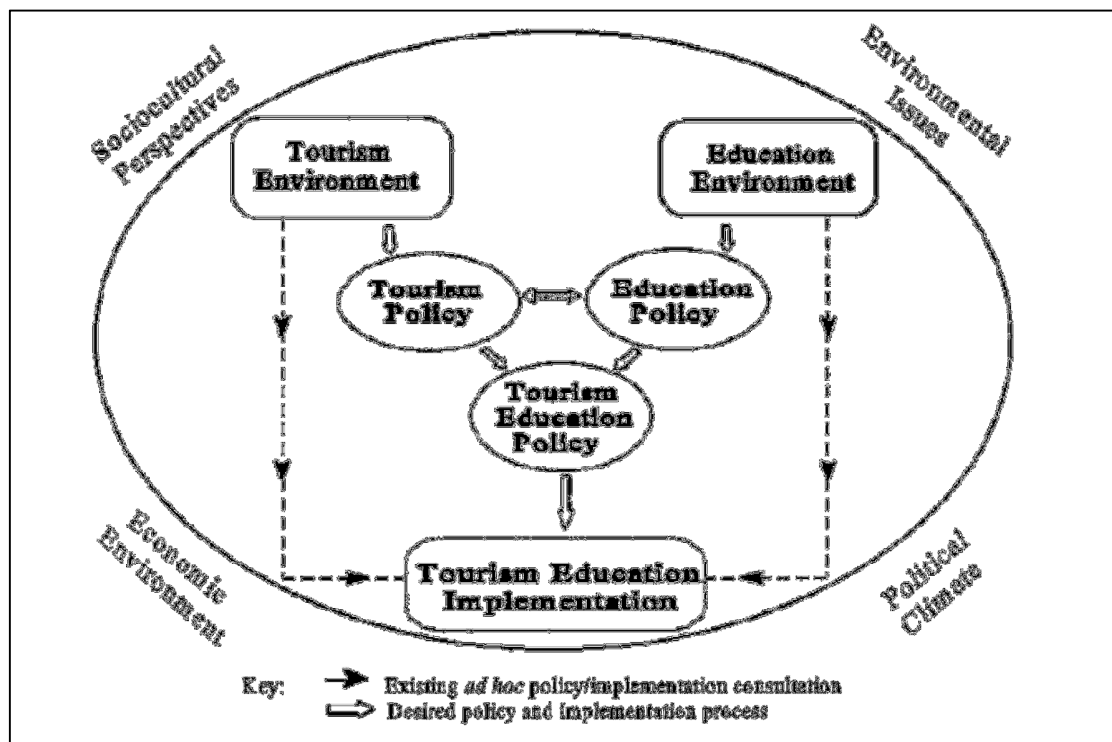 Sociocultural
Perspectives
Environmental
Issues
Tourism
Environment
Education
Environment
Tourism
Policy
Education
Policy
Tourism
Education
Policy
Economic
Environment
Political
Climate
Tourism Education
Implementation
Key:
Existing ad hoc policy/implementation consultation
Desired policy and implementation process